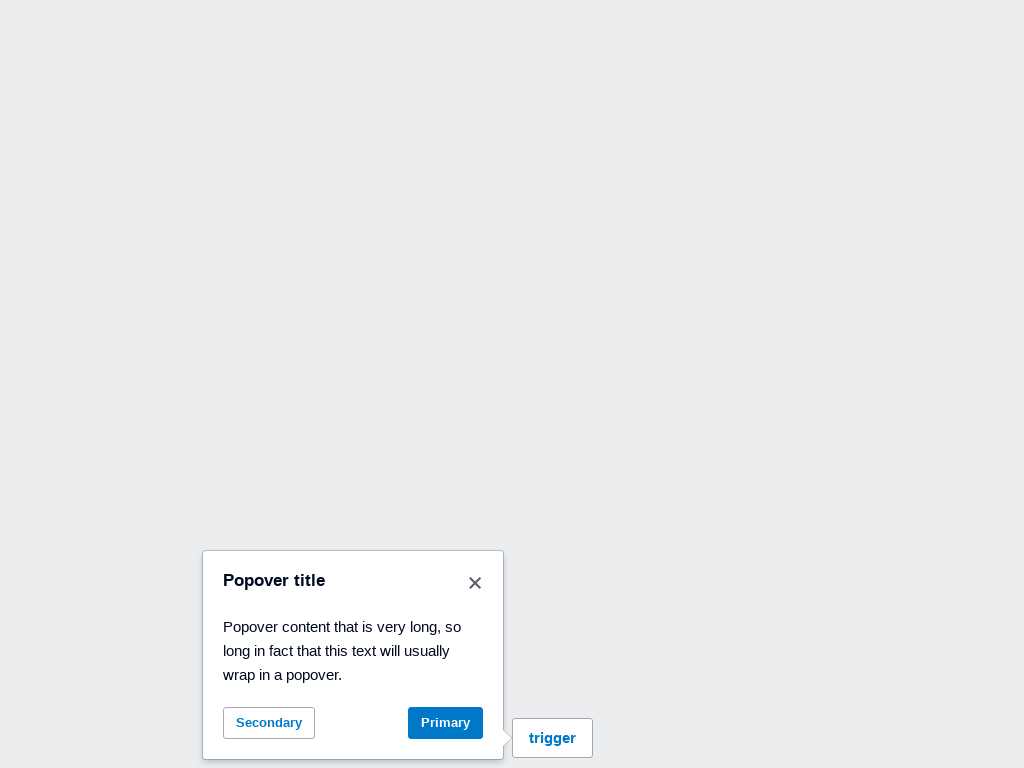 Popover title
Popover content that is very long, so
long in fact that this text will usually
wrap in a popover.
Secondary
Primary
trigger